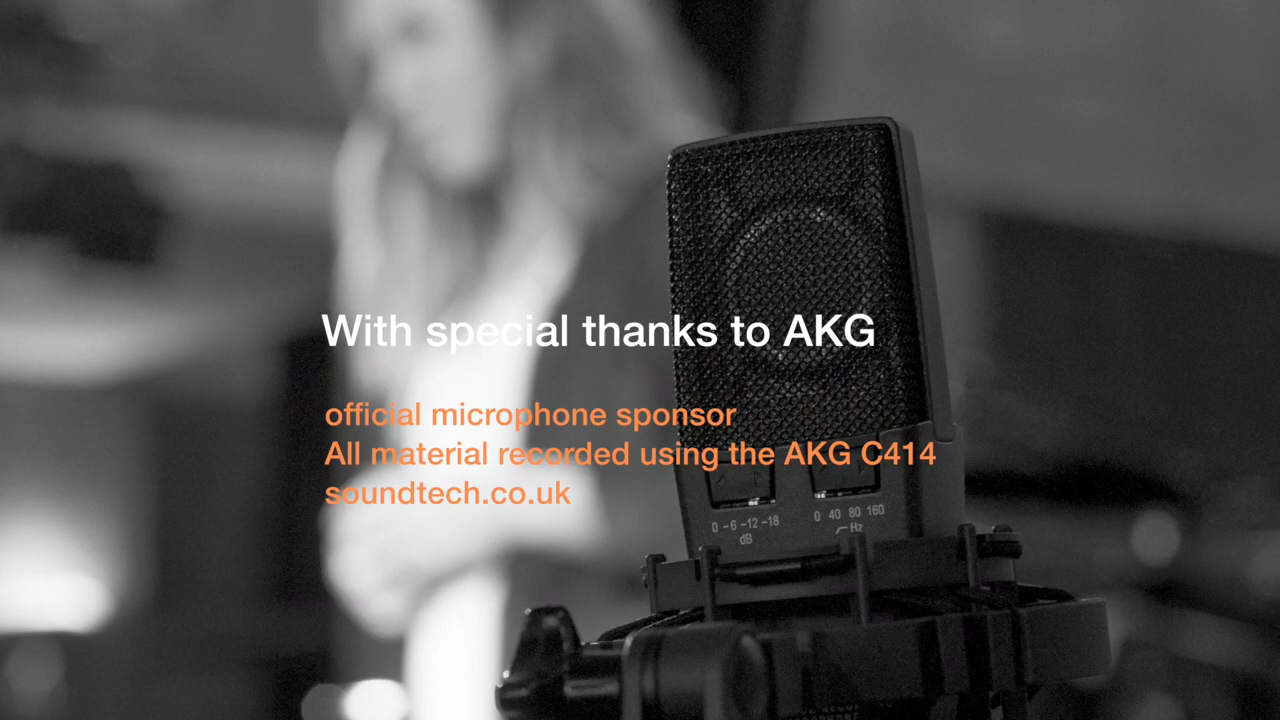 With special thanks to AKG
official microphone sponsor
All material recorded using the AKG C414
soundtech.co.uk
0 -6 -12 -18
dB
0 40 80 160
Hz